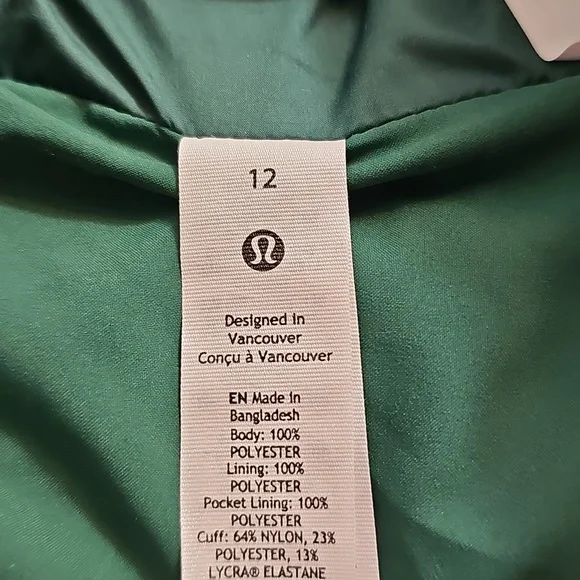 12
Designed in
Vancouver
Conçu à Vancouver
EN Made in
Bangladesh
Body: 100%
POLYESTER
Lining: 100%
POLYESTER
Pocket Lining: 100%
POLYESTER
Cuff: 64% NYLON, 23%
POLYESTER, 13%
LYCRA® ELASTANE